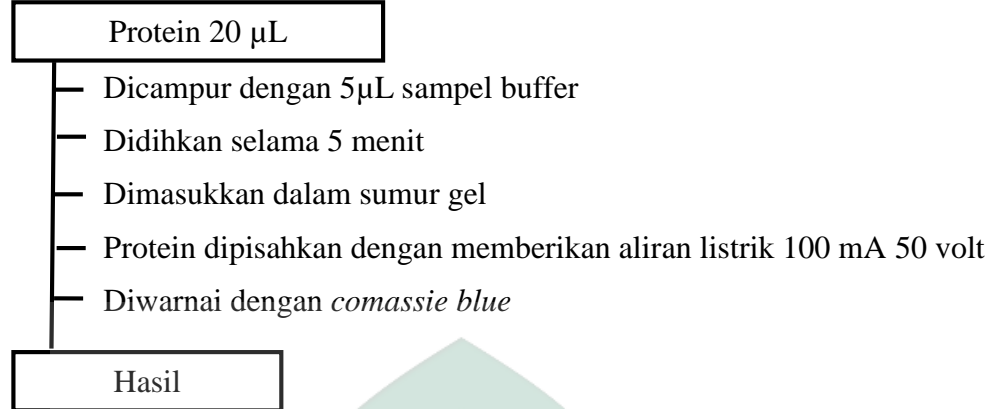 Protein 20 µL
Dicampur dengan 5µL sampel buffer
Didihkan selama 5 menit
Dimasukkan dalam sumur gel
Protein dipisahkan dengan memberikan aliran listrik 100 mA 50 volt
Diwarnai dengan comassie blue
Hasil